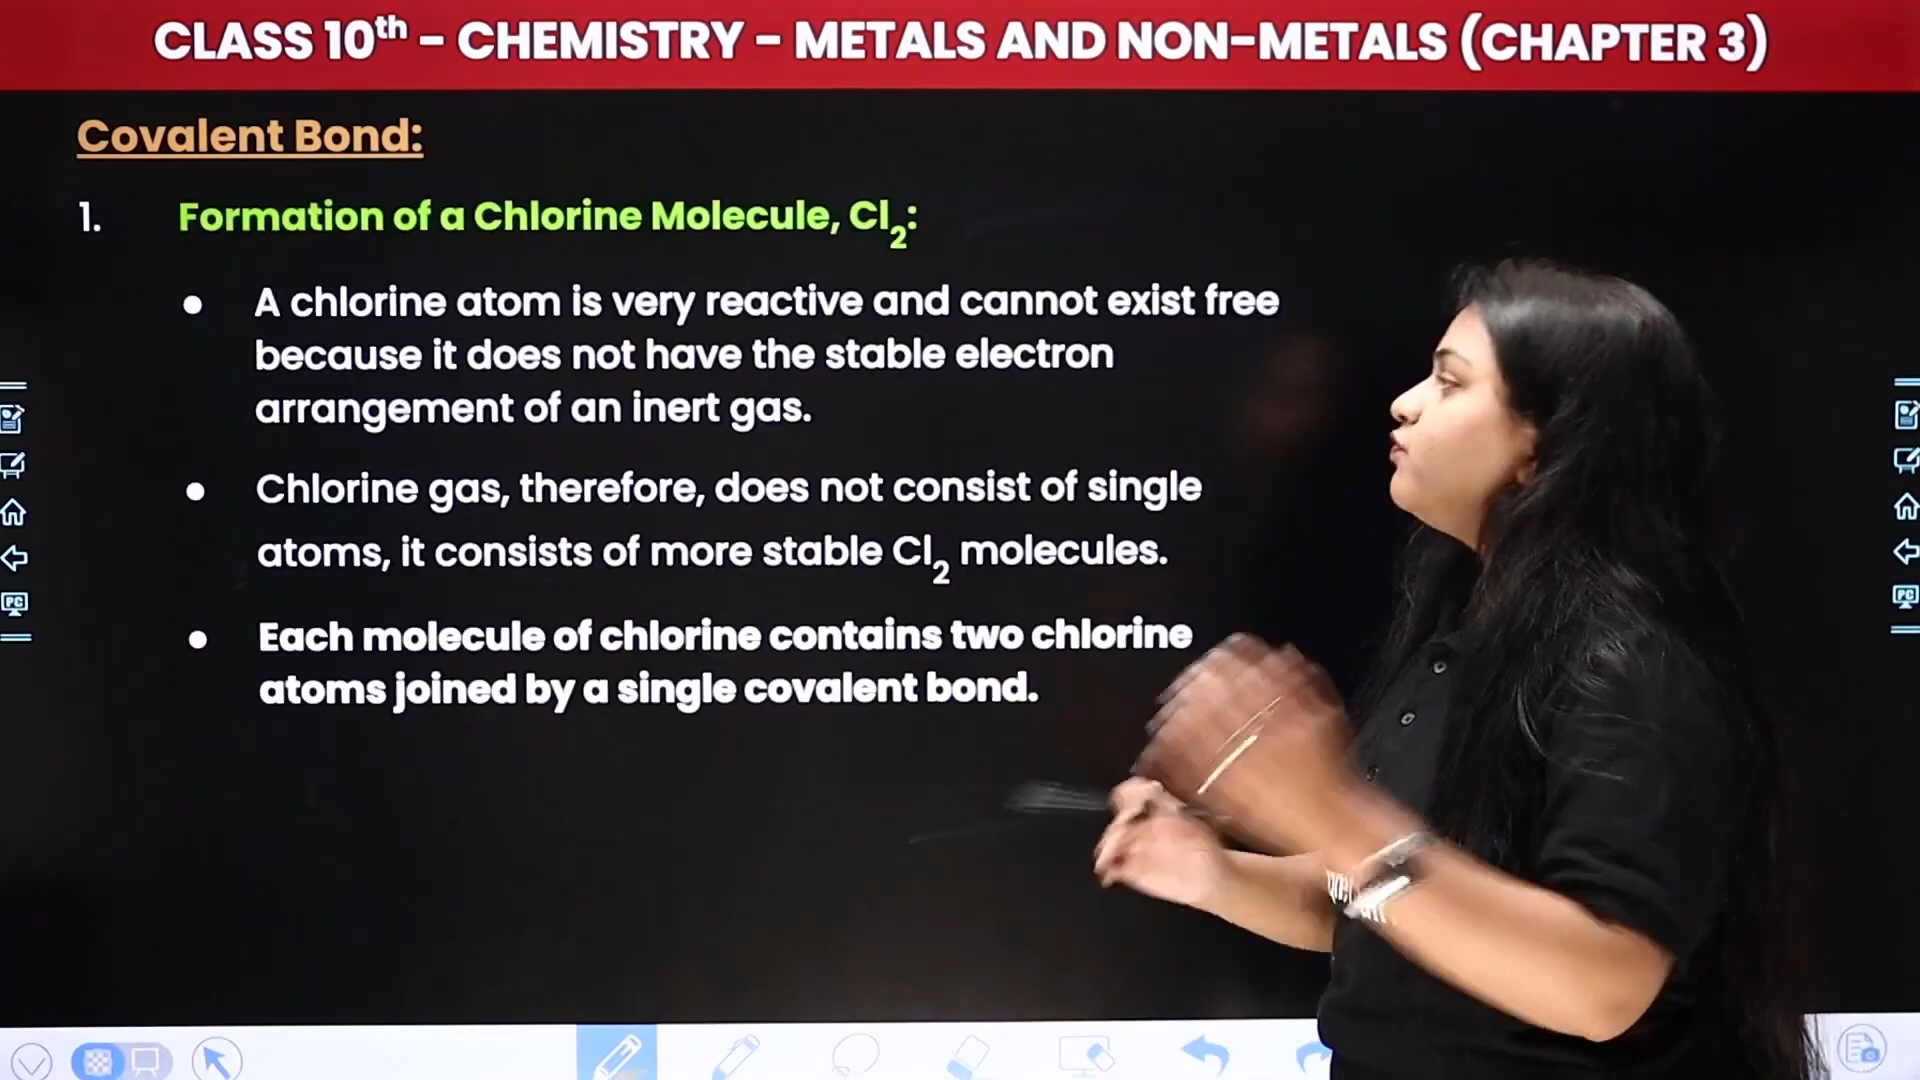 CLASS 10th - CHEMISTRY - METALS AND NON-METALS (CHAPTER 3)
Covalent Bond:
1. Formation of a Chlorine Molecule, Cl2:
● A chlorine atom is very reactive and cannot exist free
because it does not have the stable electron
arrangement of an inert gas.
● Chlorine gas, therefore, does not consist of single
atoms, it consists of more stable Cl2 molecules.
● Each molecule of chlorine contains two chlorine
atoms joined by a single covalent bond.
PC
PC